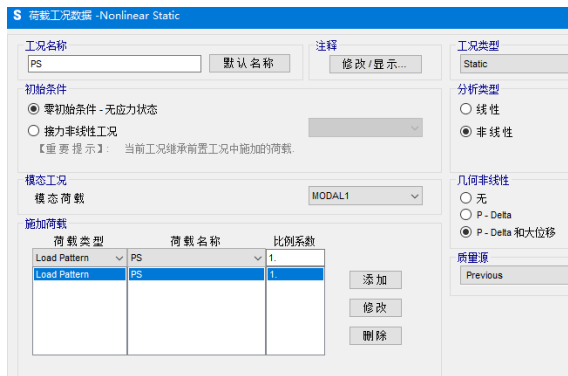 S 荷载工况数据 -Nonlinear Static
工况名称
PS
默认名称
注释
修改/显示...
工况类型
Static
初始条件
零初始条件 - 无应力状态
接力非线性工况
【重要提示】: 当前工况继承前置工况中施加的荷载.
分析类型
线性
非线性
模态工况
模态荷载
MODAL1
几何非线性
无
P - Delta
P - Delta 和大位移
施加荷载
荷载类型 荷载名称 比例系数
Load Pattern PS 1.
Load Pattern PS 1.
添加
修改
删除
质量源
Previous